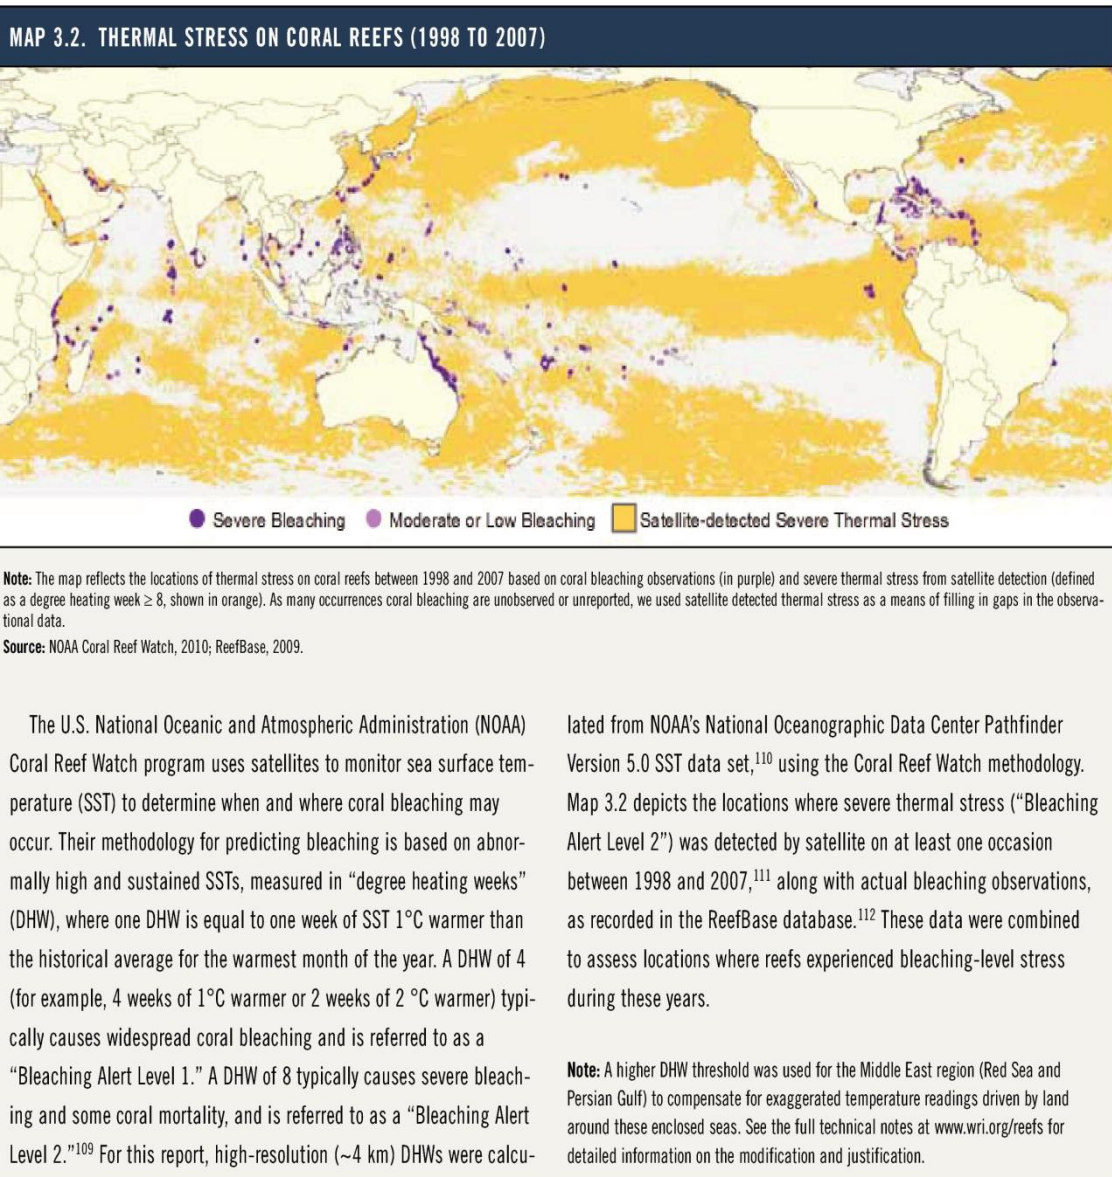 MAP 3.2. THERMAL STRESS ON CORAL REEFS (1998 TO 2007)
Severe Bleaching
Moderate or Low Bleaching
Satellite-detected Severe Thermal Stress
Note: The map reflects the locations of thermal stress on coral reefs between 1998 and 2007 based on coral bleaching observations (in purple) and severe thermal stress from satellite detection (defined
as a degree heating week ≥ 8, shown in orange). As many occurrences coral bleaching are unobserved or unreported, we used satellite detected thermal stress as a means of filling in gaps in the observa-
tional data.
Source: NOAA Coral Reef Watch, 2010; ReefBase, 2009.
The U.S. National Oceanic and Atmospheric Administration (NOAA)
Coral Reef Watch program uses satellites to monitor sea surface tem-
perature (SST) to determine when and where coral bleaching may
occur. Their methodology for predicting bleaching is based on abnor-
mally high and sustained SSTs, measured in “degree heating weeks”
(DHW), where one DHW is equal to one week of SST 1°C warmer than
the historical average for the warmest month of the year. A DHW of 4
(for example, 4 weeks of 1°C warmer or 2 weeks of 2 °C warmer) typi-
cally causes widespread coral bleaching and is referred to as a
“Bleaching Alert Level 1.” A DHW of 8 typically causes severe bleach-
ing and some coral mortality, and is referred to as a “Bleaching Alert
Level 2.”109 For this report, high-resolution (~4 km) DHWs were calcu-
lated from NOAA’s National Oceanographic Data Center Pathfinder
Version 5.0 SST data set,110 using the Coral Reef Watch methodology.
Map 3.2 depicts the locations where severe thermal stress (“Bleaching
Alert Level 2”) was detected by satellite on at least one occasion
between 1998 and 2007,111 along with actual bleaching observations,
as recorded in the ReefBase database.112 These data were combined
to assess locations where reefs experienced bleaching-level stress
during these years.
Note: A higher DHW threshold was used for the Middle East region (Red Sea and
Persian Gulf) to compensate for exaggerated temperature readings driven by land
around these enclosed seas. See the full technical notes at www.wri.org/reefs for
detailed information on the modification and justification.